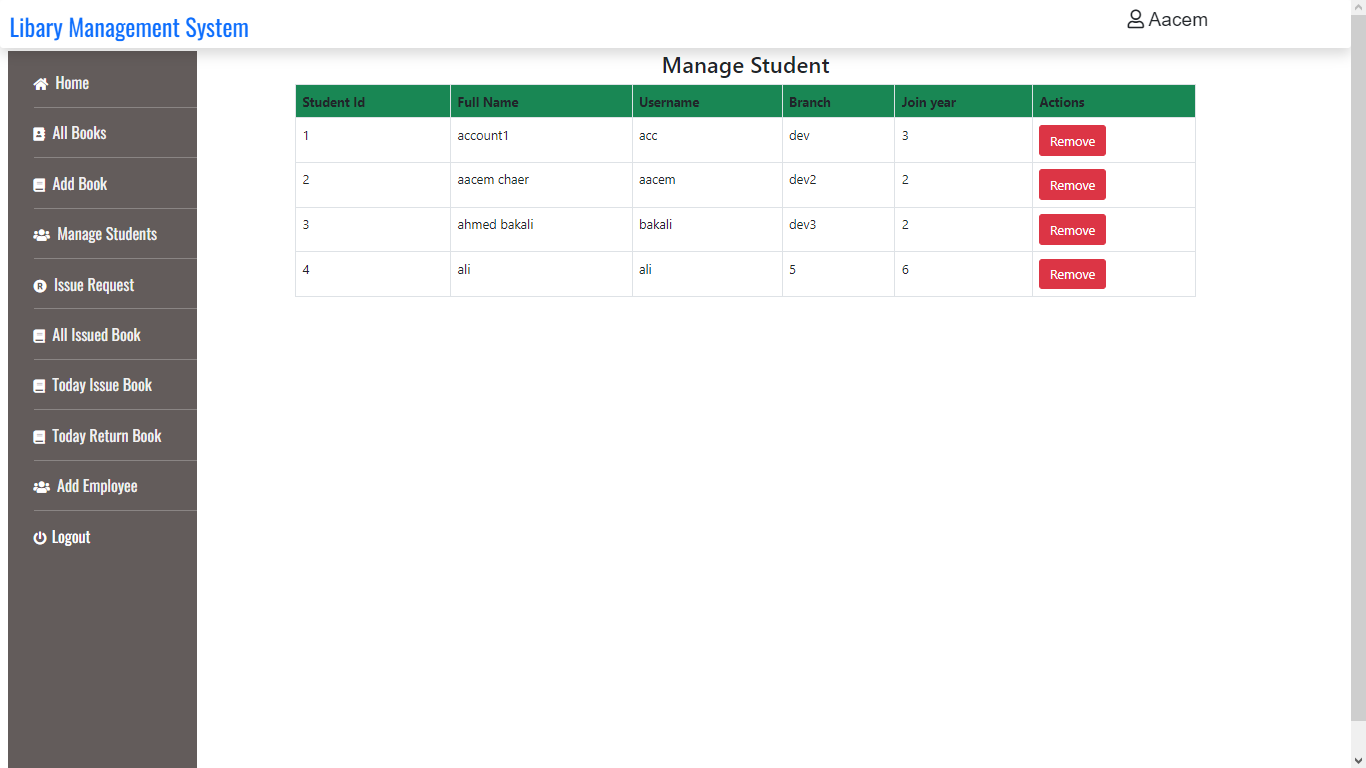 Libary Management System
Aacem
Home
All Books
Add Book
Manage Students
Issue Request
All Issued Book
Today Issue Book
Today Return Book
Add Employee
Logout
Manage Student
Student Id Full Name Username Branch Join year Actions
1 account1 acc dev 3 Remove
2 aacem chaer aacem dev2 2 Remove
3 ahmed bakali bakali dev3 2 Remove
4 ali ali 5 6 Remove